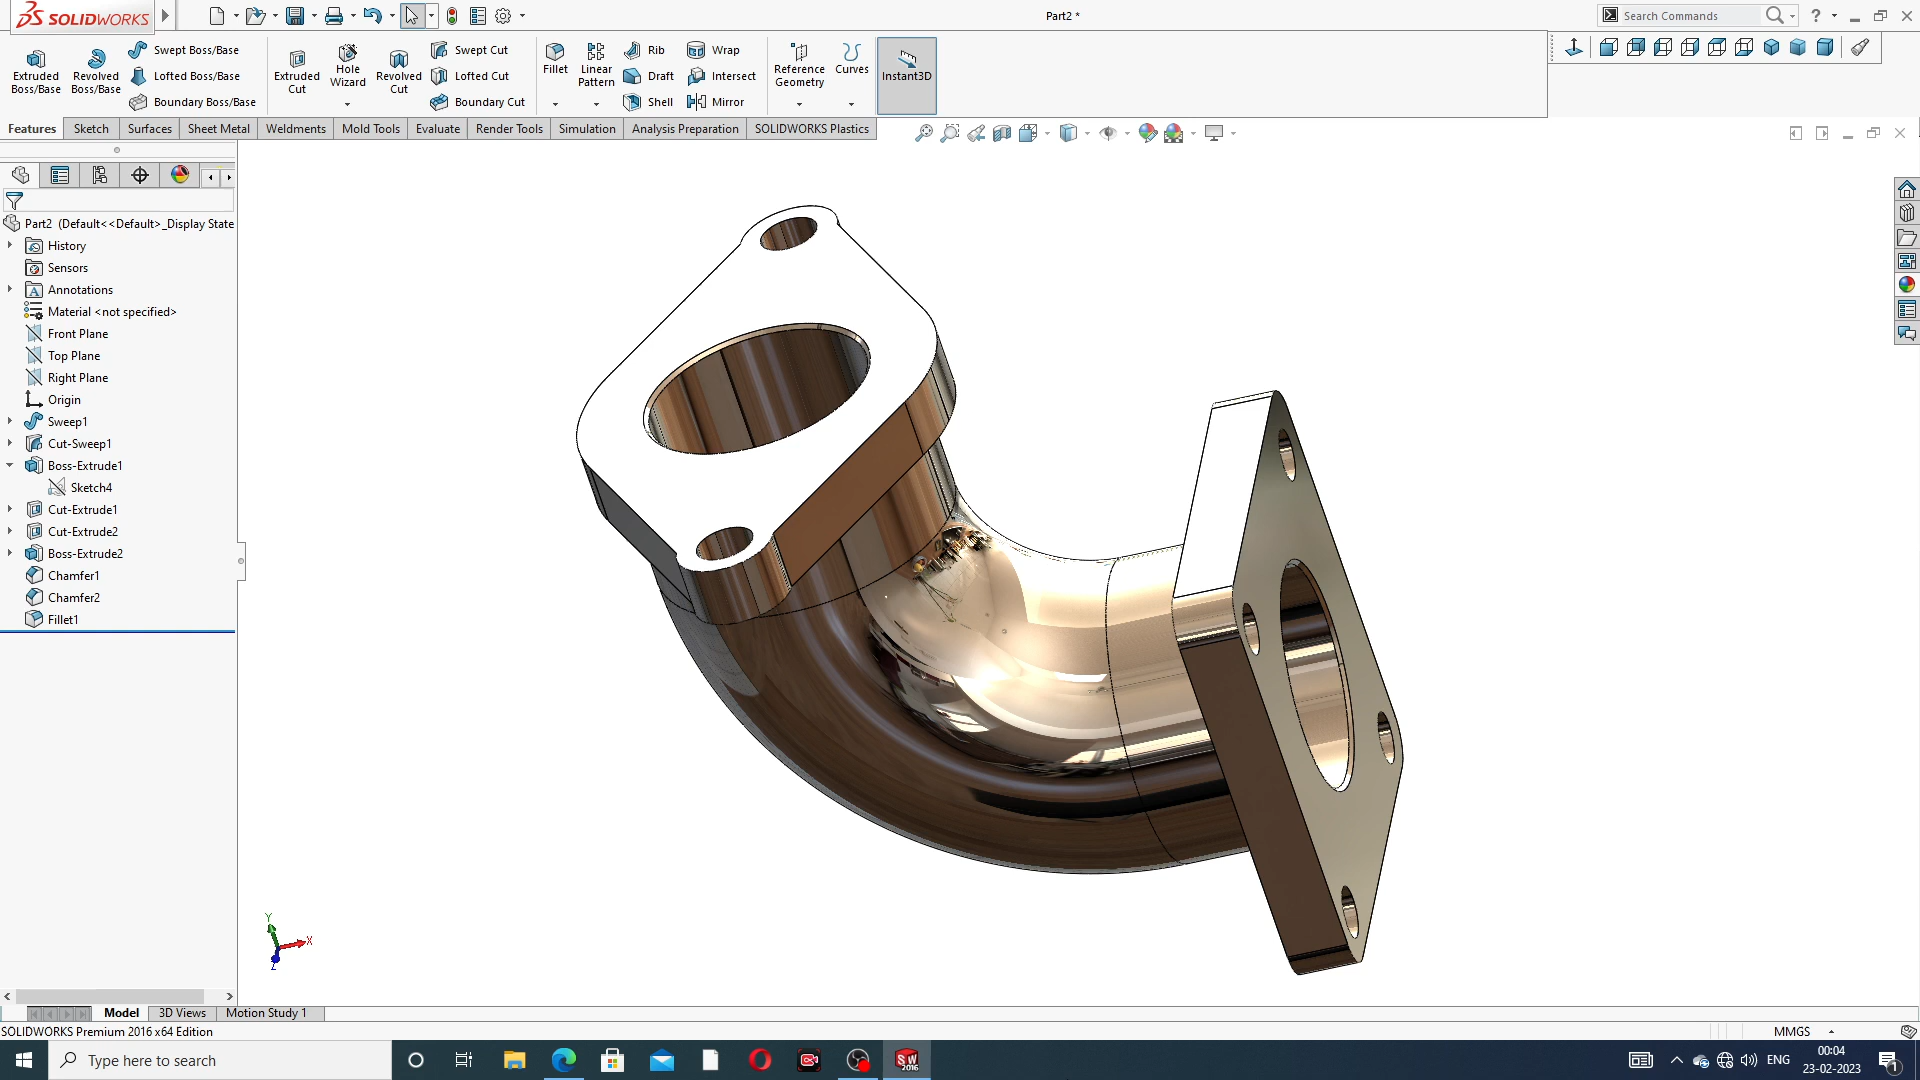 SOLIDWORKS
Part2 *
Search Commands
Extruded Boss/Base
Revolved Boss/Base
Swept Boss/Base
Lofted Boss/Base
Boundary Boss/Base
Extruded Cut
Hole Wizard
Revolved Cut
Swept Cut
Lofted Cut
Boundary Cut
Fillet
Linear Pattern
Rib
Draft
Shell
Wrap
Intersect
Mirror
Reference Geometry
Curves
Instant3D
Features
Sketch
Surfaces
Sheet Metal
Weldments
Mold Tools
Evaluate
Render Tools
Simulation
Analysis Preparation
SOLIDWORKS Plastics
Part2 (Default<<Default>_Display State
History
Sensors
Annotations
Material <not specified>
Front Plane
Top Plane
Right Plane
Origin
Sweep1
Cut-Sweep1
Boss-Extrude1
Sketch4
Cut-Extrude1
Cut-Extrude2
Boss-Extrude2
Chamfer1
Chamfer2
Fillet1
Y
X
Z
Model
3D Views
Motion Study 1
SOLIDWORKS Premium 2016 x64 Edition
MMGS
Type here to search
SW
2016
ENG
00:04
23-02-2023
1